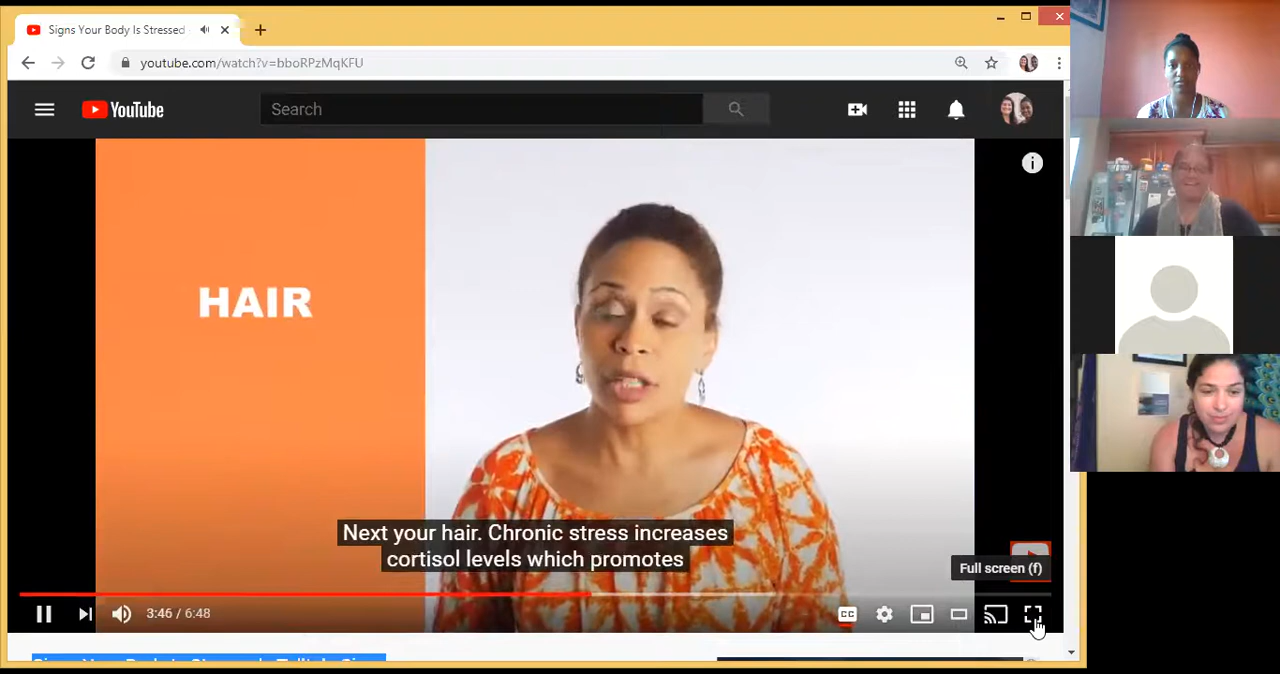 Signs Your Body Is Stressed
youtube.com/watch?v=bboRPzMqKFU
YouTube
Search
HAIR
Next your hair. Chronic stress increases
cortisol levels which promotes
Full screen (f)
3:46 / 6:48
CC